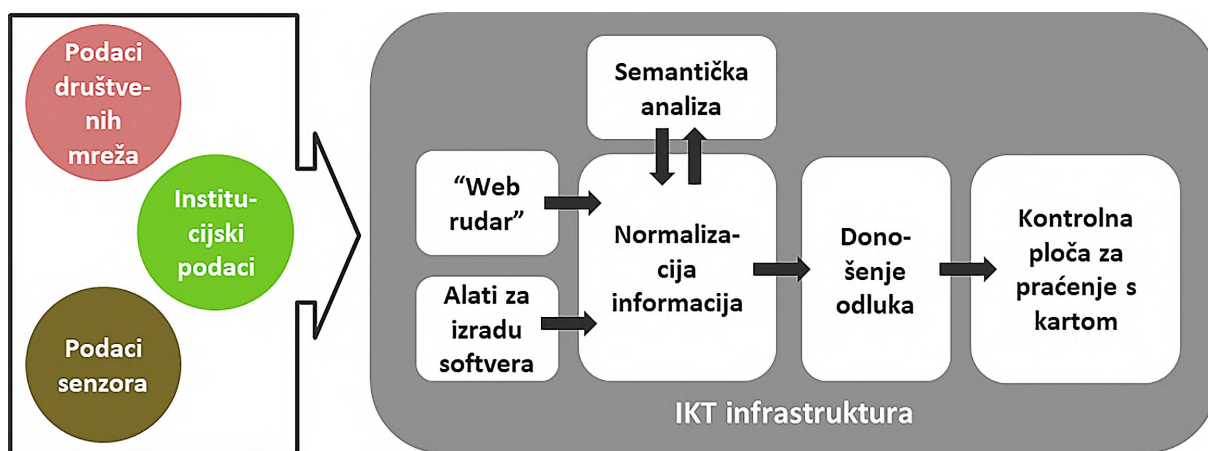 Podaci
društve-
nih
mreža
Institu-
cijski
podaci
Podaci
senzora
Semantička
analiza
“Web
rudar”
Alati za
izradu
softvera
Normaliza-
cija
informacija
Dono-
šenje
odluka
Kontrolna
ploča za
praćenje s
kartom
IKT infrastruktura